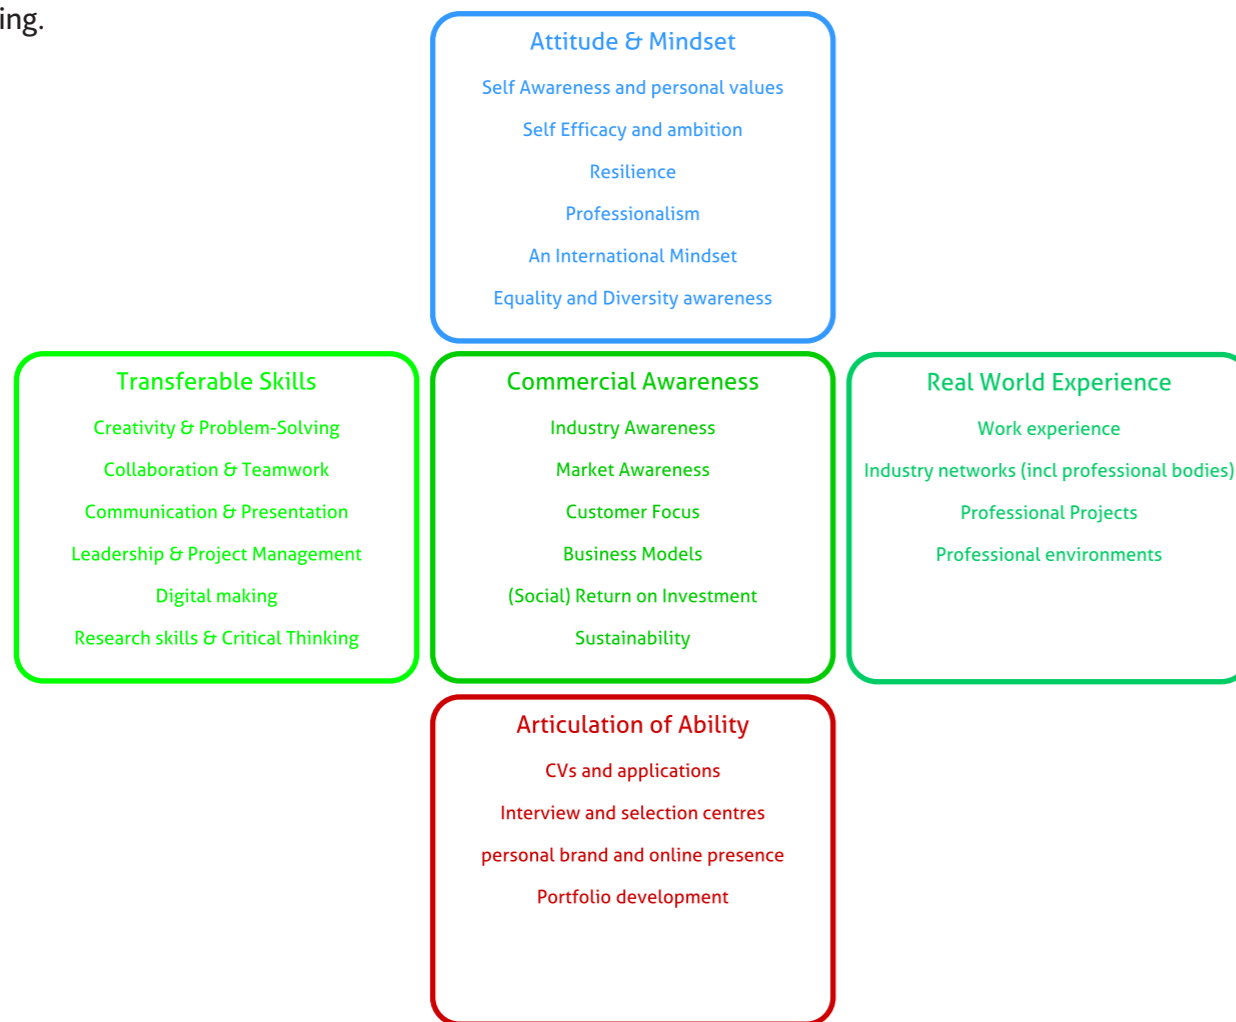 ing.
Attitude & Mindset
Self Awareness and personal values
Self Efficacy and ambition
Resilience
Professionalism
An International Mindset
Equality and Diversity awareness
Transferable Skills
Creativity & Problem-Solving
Collaboration & Teamwork
Communication & Presentation
Leadership & Project Management
Digital making
Research skills & Critical Thinking
Commercial Awareness
Industry Awareness
Market Awareness
Customer Focus
Business Models
(Social) Return on Investment
Sustainability
Real World Experience
Work experience
Industry networks (incl professional bodies)
Professional Projects
Professional environments
Articulation of Ability
CVs and applications
Interview and selection centres
personal brand and online presence
Portfolio development